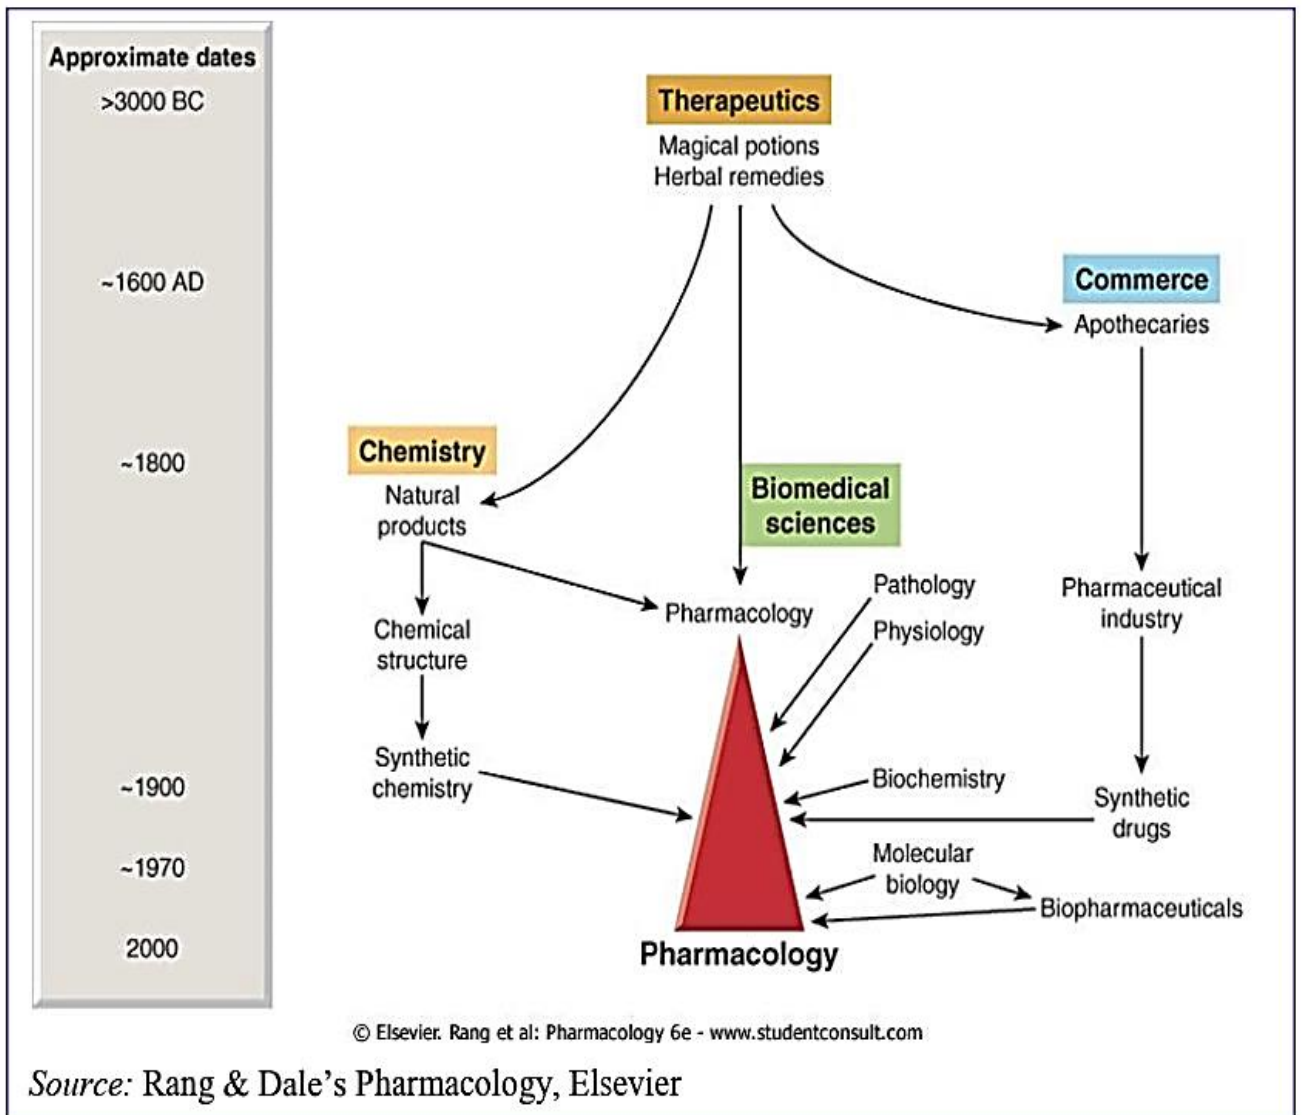 Approximate dates
>3000 BC
~1600 AD
~1800
~1900
~1970
2000
Therapeutics
Magical potions
Herbal remedies
Commerce
Apothecaries
Chemistry
Natural
products
Biomedical
sciences
Pathology
Pharmaceutical
industry
Pharmacology
Physiology
Chemical
structure
Synthetic
chemistry
Biochemistry
Synthetic
drugs
Molecular
biology
Biopharmaceuticals
Pharmacology
© Elsevier. Rang et al: Pharmacology 6e - www.studentconsult.com
Source: Rang & Dale's Pharmacology, Elsevier